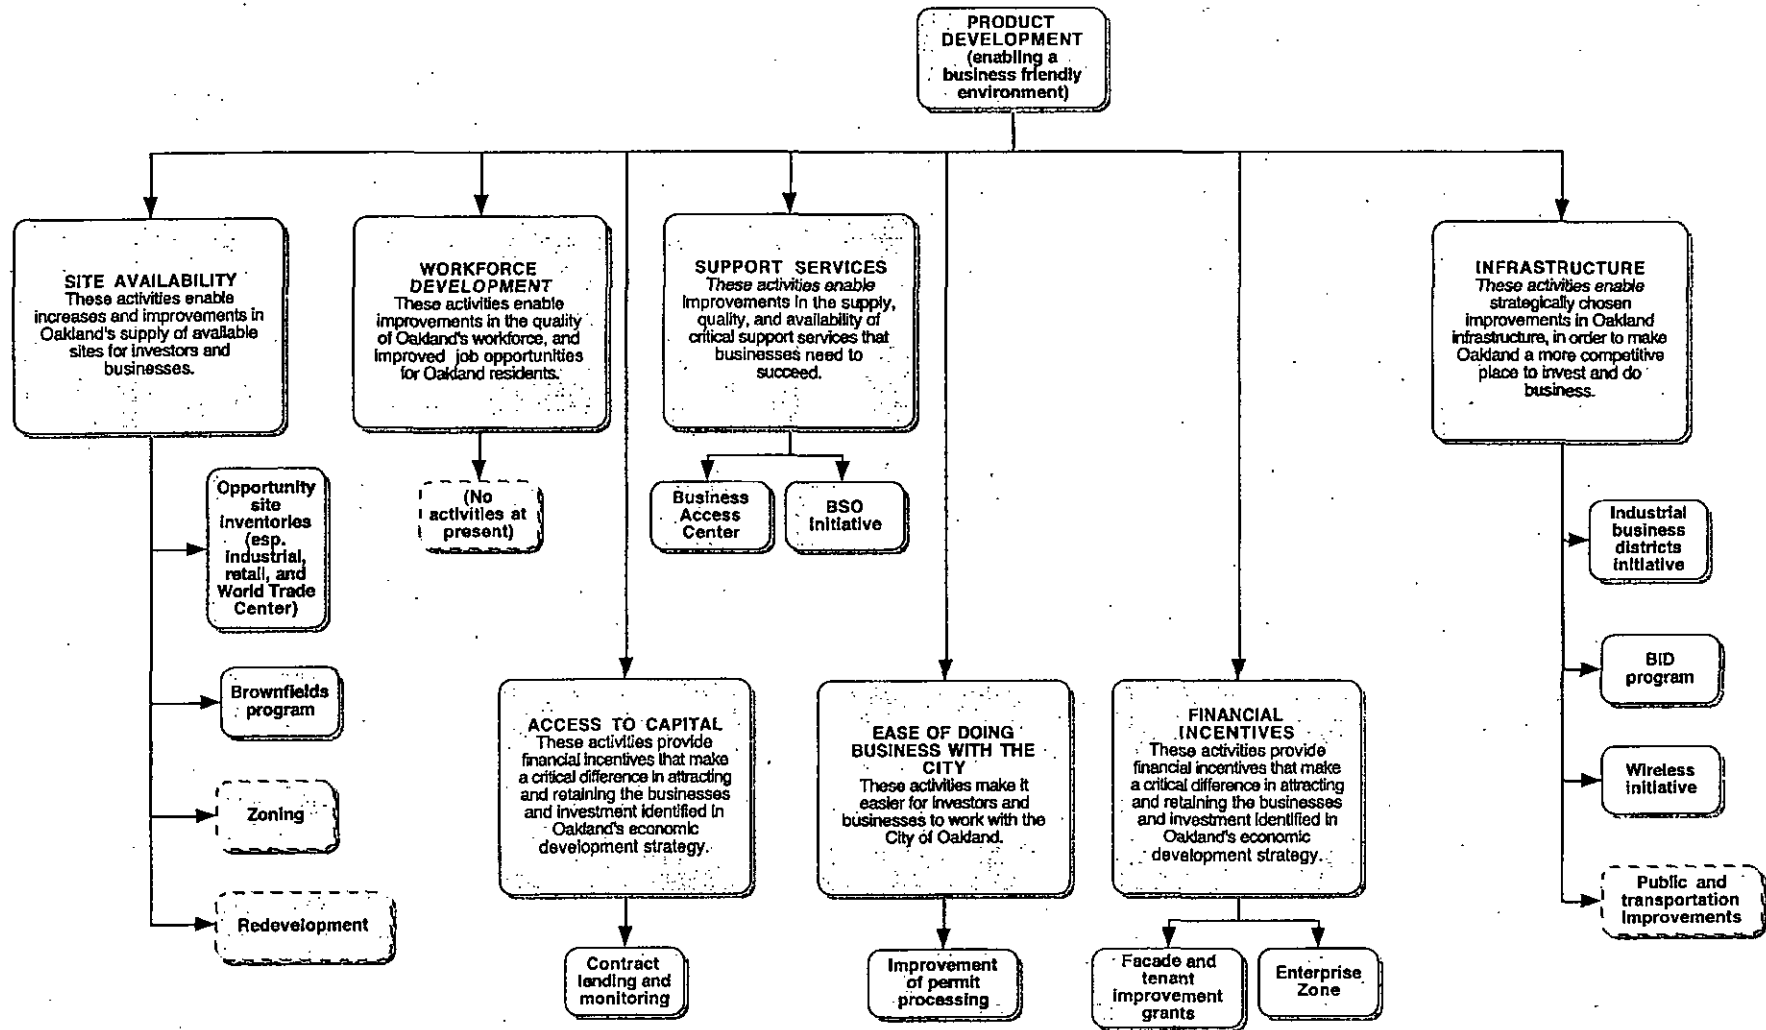 PRODUCT
DEVELOPMENT
(enabling a
business friendly
environment)
SITE AVAILABILITY
These activities enable
increases and improvements in
Oakland's supply of available
sites for investors and
businesses.
WORKFORCE
DEVELOPMENT
These activities enable
improvements in the quality
of Oakland's workforce, and
improved job opportunities
for Oakland residents.
SUPPORT SERVICES
These activities enable
improvements in the supply,
quality, and availability of
critical support services that
businesses need to
succeed.
INFRASTRUCTURE
These activities enable
strategically chosen
improvements in Oakland
infrastructure, in order to make
Oakland a more competitive
place to invest and do
business.
Opportunity
site
inventories
(esp.
industrial,
retail, and
World Trade
Center)
(No
activities at
present)
Business
Access
Center
BSO
initiative
Industrial
business
districts
initiative
Brownfields
program
BID
program
ACCESS TO CAPITAL
These activities provide
financial incentives that make
a critical difference in attracting
and retaining the businesses
and investment identified in
Oakland's economic
development strategy.
EASE OF DOING
BUSINESS WITH THE
CITY
These activities make it
easier for investors and
businesses to work with the
City of Oakland.
FINANCIAL
INCENTIVES
These activities provide
financial incentives that make
a critical difference in attracting
and retaining the businesses
and investment identified in
Oakland's economic
development strategy.
Zoning
Wireless
initiative
Redevelopment
Public and
transportation
improvements
Contract
lending and
monitoring
Improvement
of permit
processing
Facade and
tenant
improvement
grants
Enterprise
Zone